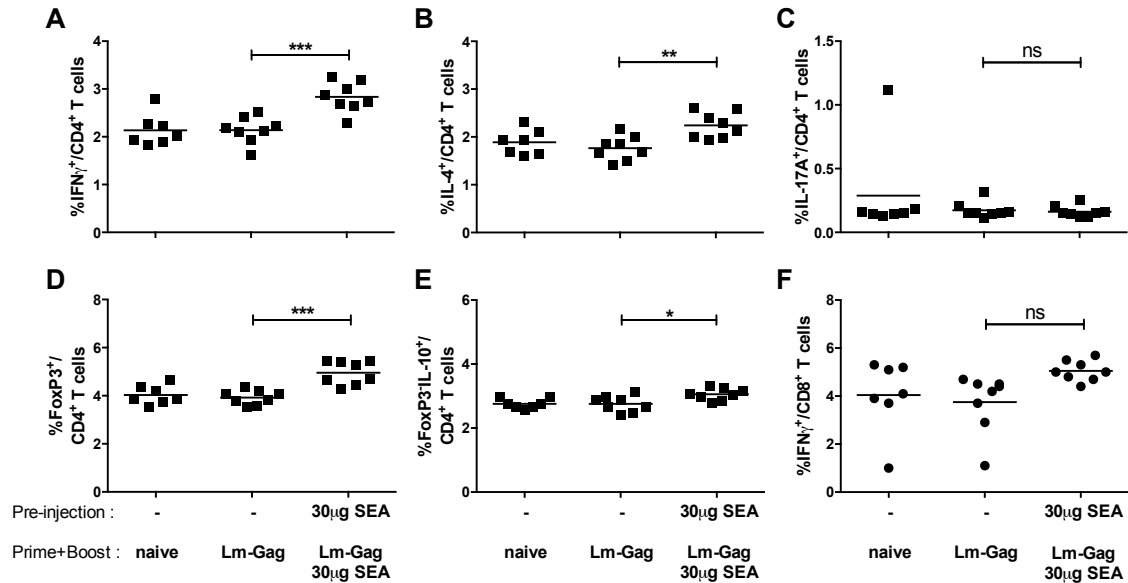 A
%IFNγ⁺/CD4⁺ T cells
4
3
2
1
0
***
B
%IL-4⁺/CD4⁺ T cells
4
3
2
1
0
**
C
%IL-17A⁺/CD4⁺ T cells
1.5
1.0
0.5
0.0
ns
D
%FoxP3⁺/
CD4⁺ T cells
8
6
4
2
0
***
E
%FoxP3⁻IL-10⁺/
CD4⁺ T cells
6
4
2
0
*
F
%IFNγ⁺/CD8⁺ T cells
8
6
4
2
0
ns
Pre-injection : - - 30μg SEA - - 30μg SEA - - 30μg SEA
Prime+Boost : naive Lm-Gag Lm-Gag naive Lm-Gag Lm-Gag naive Lm-Gag Lm-Gag
30μg SEA 30μg SEA 30μg SEA